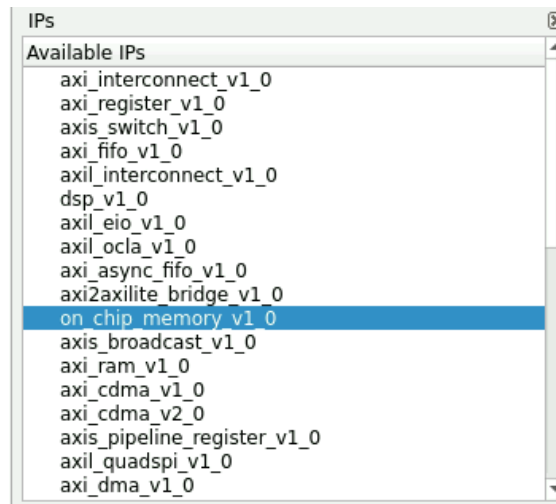 IPs
Available IPs
axi_interconnect_v1_0
axi_register_v1_0
axis_switch_v1_0
axi_fifo_v1_0
axil_interconnect_v1_0
dsp_v1_0
axil_eio_v1_0
axil_ocla_v1_0
axi_async_fifo_v1_0
axi2axilite_bridge_v1_0
on_chip_memory_v1_0
axis_broadcast_v1_0
axi_ram_v1_0
axi_cdma_v1_0
axi_cdma_v2_0
axis_pipeline_register_v1_0
axil_quadspi_v1_0
axi_dma_v1_0